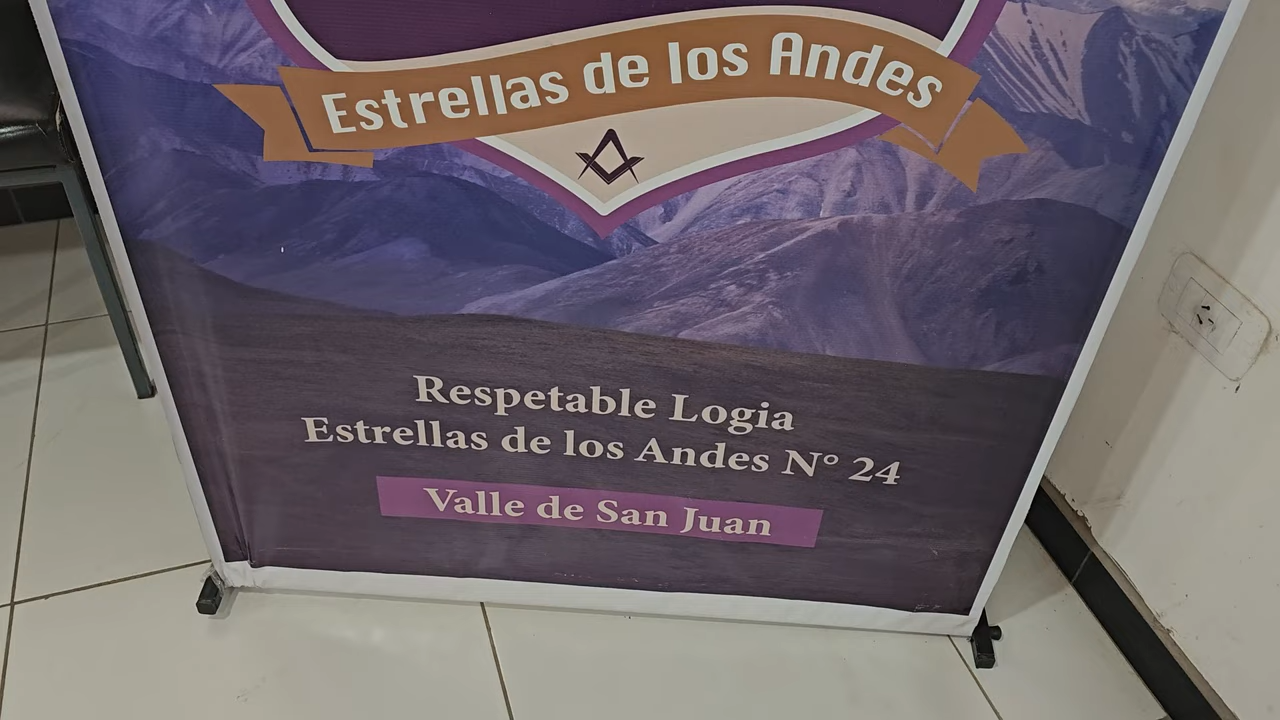 Estrellas de los Andes
Respetable Logia
Estrellas de los Andes N° 24
Valle de San Juan